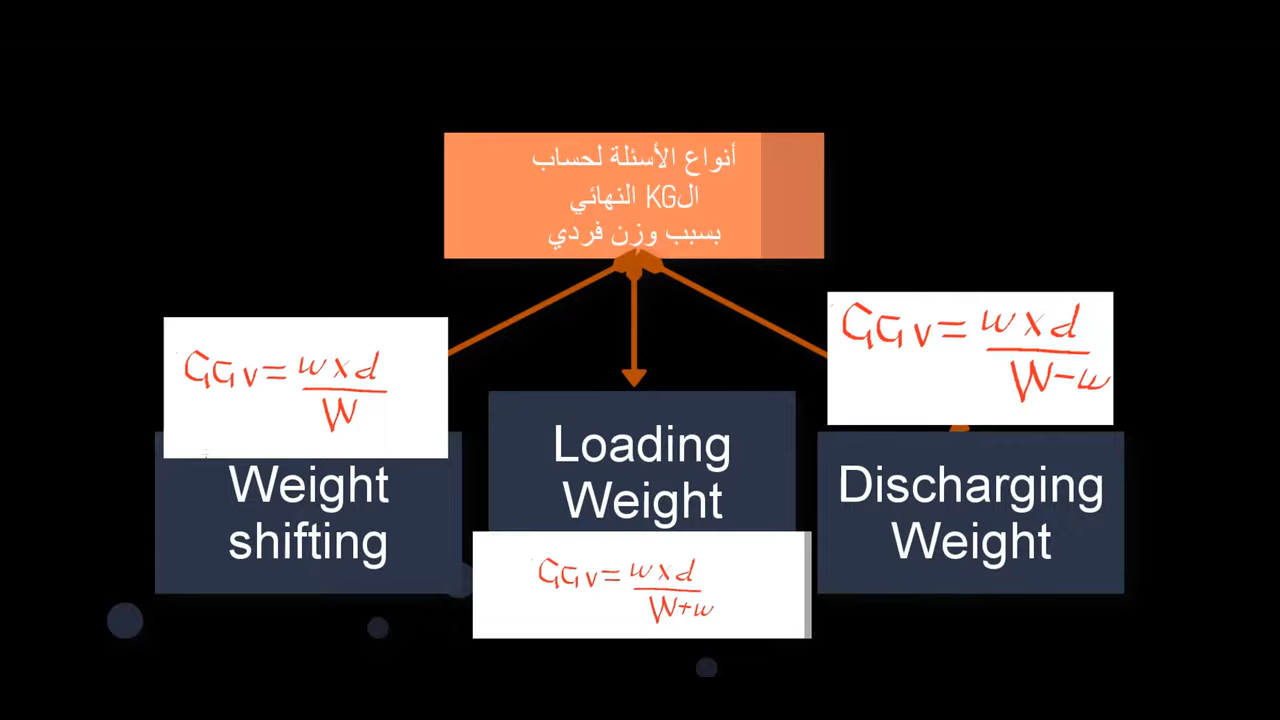 أنواع الأسئلة لحساب
الKG النهائي
بسبب وزن فردي
GGv = w x d / W
Weight
shifting
Loading
Weight
GGv = w x d / W+w
GGv = w x d / W-w
Discharging
Weight